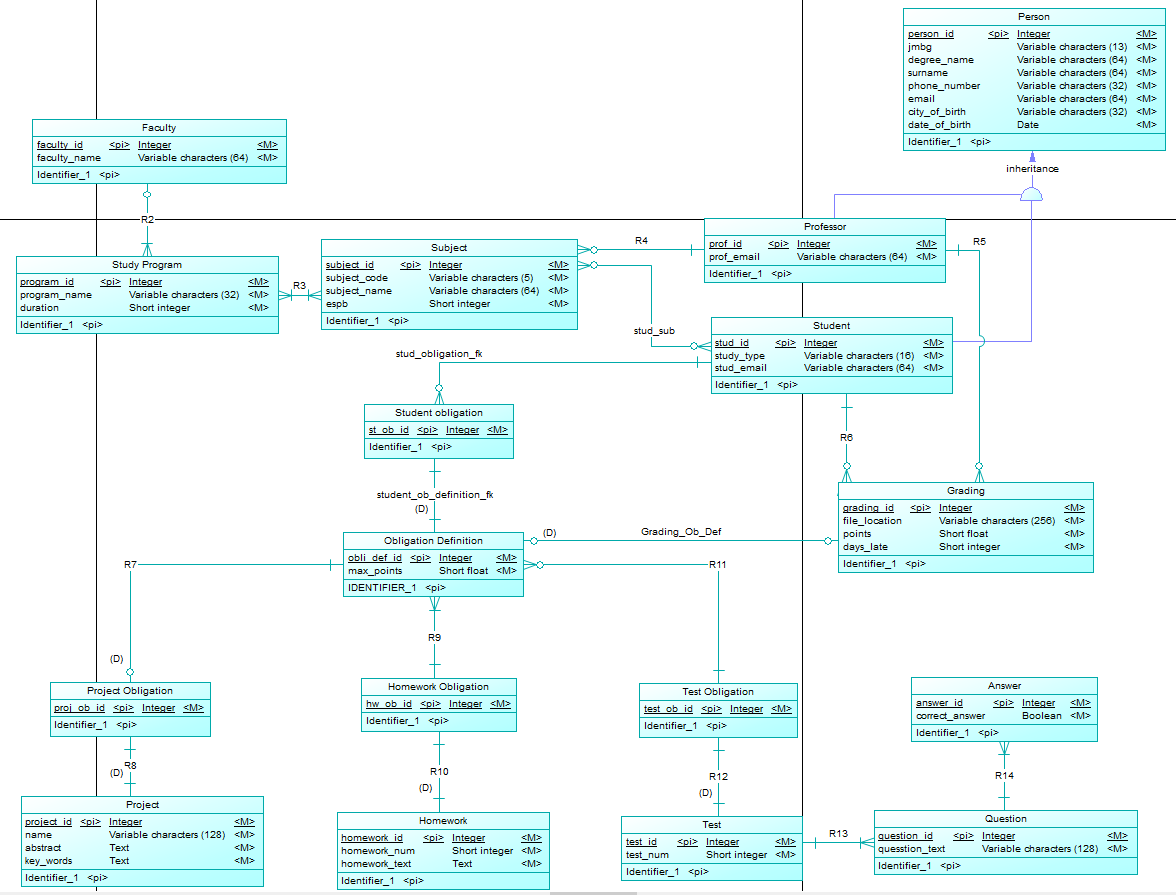 Person
person_id <pi> Integer <M>
jmbg Variable characters (13) <M>
degree_name Variable characters (64) <M>
surname Variable characters (64) <M>
phone_number Variable characters (32) <M>
email Variable characters (64) <M>
city_of_birth Variable characters (32) <M>
date_of_birth Date <M>
Identifier_1 <pi>
inheritance
Faculty
faculty_id <pi> Integer <M>
faculty_name Variable characters (64) <M>
Identifier_1 <pi>
R2
Study Program
program_id <pi> Integer <M>
program_name Variable characters (32) <M>
duration Short integer <M>
Identifier_1 <pi>
R3
Subject
subject_id <pi> Integer <M>
subject_code Variable characters (5) <M>
subject_name Variable characters (64) <M>
espb Short integer <M>
Identifier_1 <pi>
R4
Professor
prof_id <pi> Integer <M>
prof_email Variable characters (64) <M>
Identifier_1 <pi>
R5
stud_sub
Student
stud_id <pi> Integer <M>
study_type Variable characters (16) <M>
stud_email Variable characters (64) <M>
Identifier_1 <pi>
stud_obligation_fk
Student obligation
st_ob_id <pi> Integer <M>
Identifier_1 <pi>
R6
student_ob_definition_fk
(D)
Grading
grading_id <pi> Integer <M>
file_location Variable characters (256) <M>
points Short float <M>
days_late Short integer <M>
Identifier_1 <pi>
Obligation Definition
obli_def_id <pi> Integer <M>
max_points Short float <M>
IDENTIFIER_1 <pi>
(D)
Grading_Ob_Def
R7
R11
R9
(D)
Project Obligation
proj_ob_id <pi> Integer <M>
Identifier_1 <pi>
Homework Obligation
hw_ob_id <pi> Integer <M>
Identifier_1 <pi>
Test Obligation
test_ob_id <pi> Integer <M>
Identifier_1 <pi>
Answer
answer_id <pi> Integer <M>
correct_answer Boolean <M>
Identifier_1 <pi>
R8
(D)
R10
(D)
R12
(D)
R14
Project
project_id <pi> Integer <M>
name Variable characters (128) <M>
abstract Text <M>
key_words Text <M>
Identifier_1 <pi>
Homework
homework_id <pi> Integer <M>
homework_num Short integer <M>
homework_text Text <M>
Identifier_1 <pi>
Test
test_id <pi> Integer <M>
test_num Short integer <M>
Identifier_1 <pi>
R13
Question
question_id <pi> Integer <M>
quesstion_text Variable characters (128) <M>
Identifier_1 <pi>